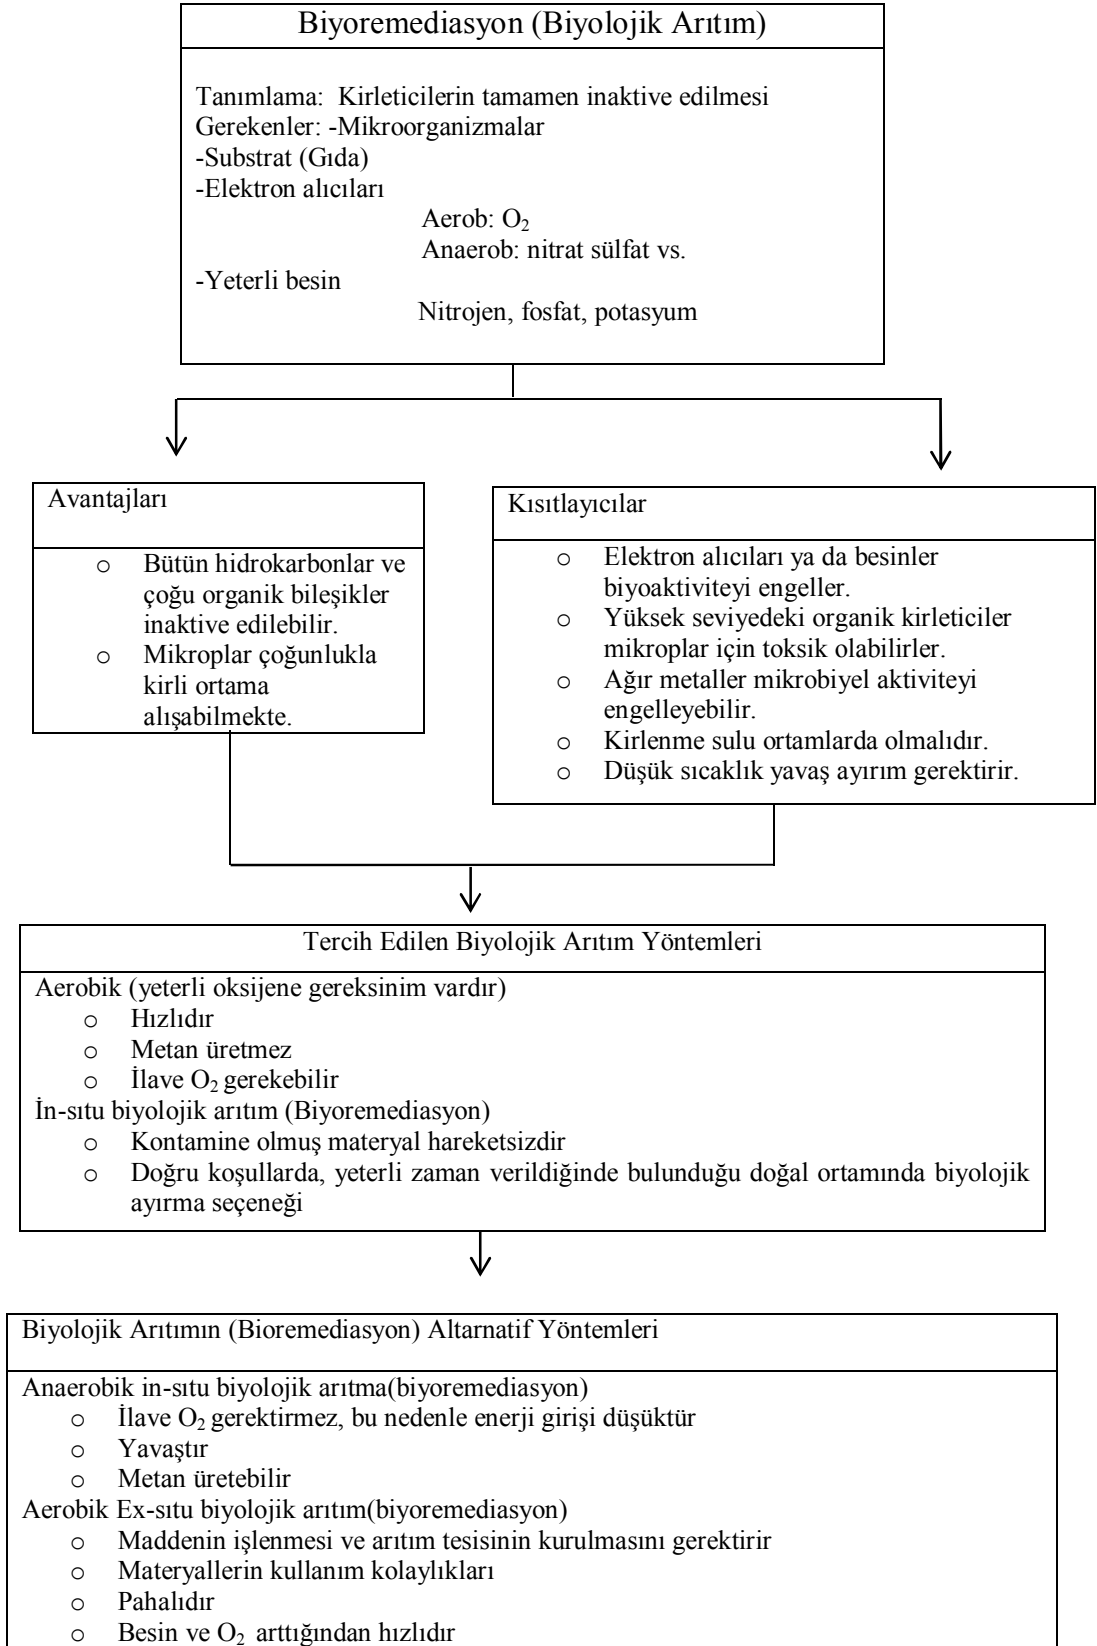 Biyoremediasyon (Biyolojik Arıtım)
Tanımlama: Kirleticilerin tamamen inaktive edilmesi
Gerekenler: -Mikroorganizmalar
-Substrat (Gıda)
-Elektron alıcıları
Aerob: O₂
Anaerob: nitrat sülfat vs.
-Yeterli besin
Nitrojen, fosfat, potasyum
Avantajları
o Bütün hidrokarbonlar ve
çoğu organik bileşikler
inaktive edilebilir.
o Mikroplar çoğunlukla
kirli ortama
alışabilmekte.
Kısıtlayıcılar
o Elektron alıcıları ya da besinler
biyoaktiviteyi engeller.
o Yüksek seviyedeki organik kirleticiler
mikroplar için toksik olabilirler.
o Ağır metaller mikrobiyel aktiviteyi
engelleyebilir.
o Kirlenme sulu ortamlarda olmalıdır.
o Düşük sıcaklık yavaş ayırım gerektirir.
Tercih Edilen Biyolojik Arıtım Yöntemleri
Aerobik (yeterli oksijene gereksinim vardır)
o Hızlıdır
o Metan üretmez
o İlave O₂ gerekebilir
İn-sıtu biyolojik arıtım (Biyoremediasyon)
o Kontamine olmuş materyal hareketsizdir
o Doğru koşullarda, yeterli zaman verildiğinde bulunduğu doğal ortamında biyolojik
ayırma seçeneği
Biyolojik Arıtımın (Bioremediasyon) Altarnatif Yöntemleri
Anaerobik in-sıtu biyolojik arıtma(biyoremediasyon)
o İlave O₂ gerektirmez, bu nedenle enerji girişi düşüktür
o Yavaştır
o Metan üretebilir
Aerobik Ex-sıtu biyolojik arıtım(biyoremediasyon)
o Maddenin işlenmesi ve arıtım tesisinin kurulmasını gerektirir
o Materyallerin kullanım kolaylıkları
o Pahalıdır
o Besin ve O₂ arttığından hızlıdır